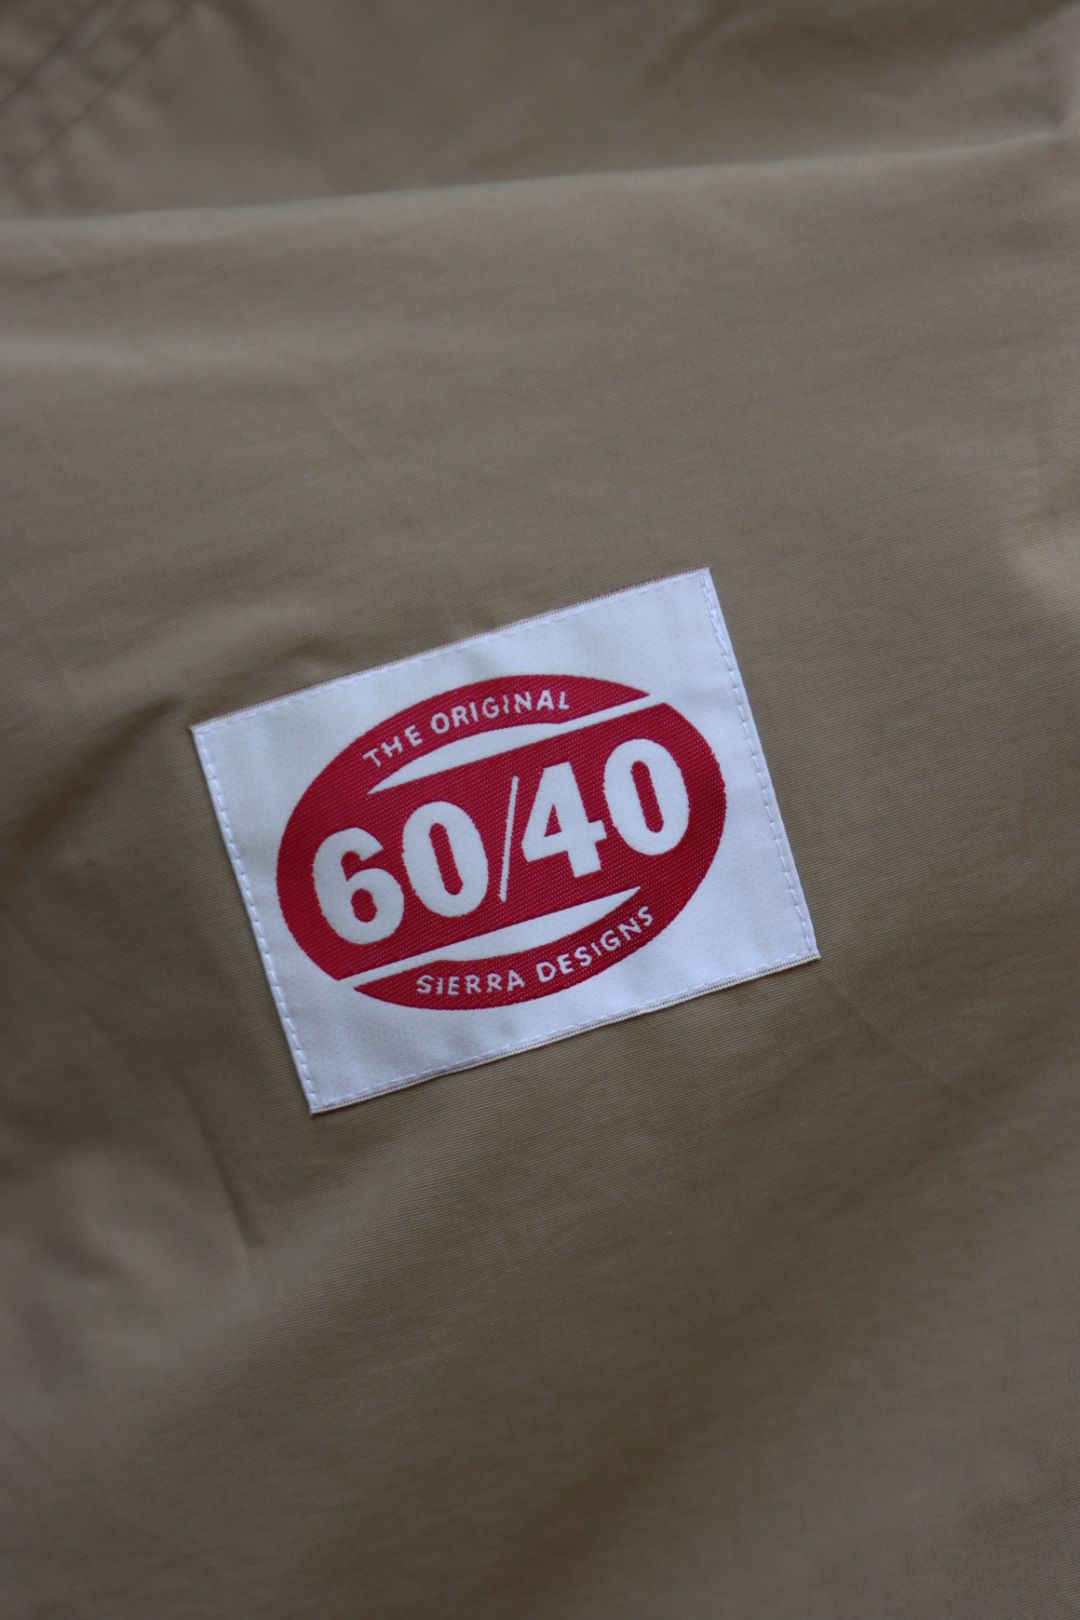 THE ORIGINAL
60/40
SIERRA DESIGNS